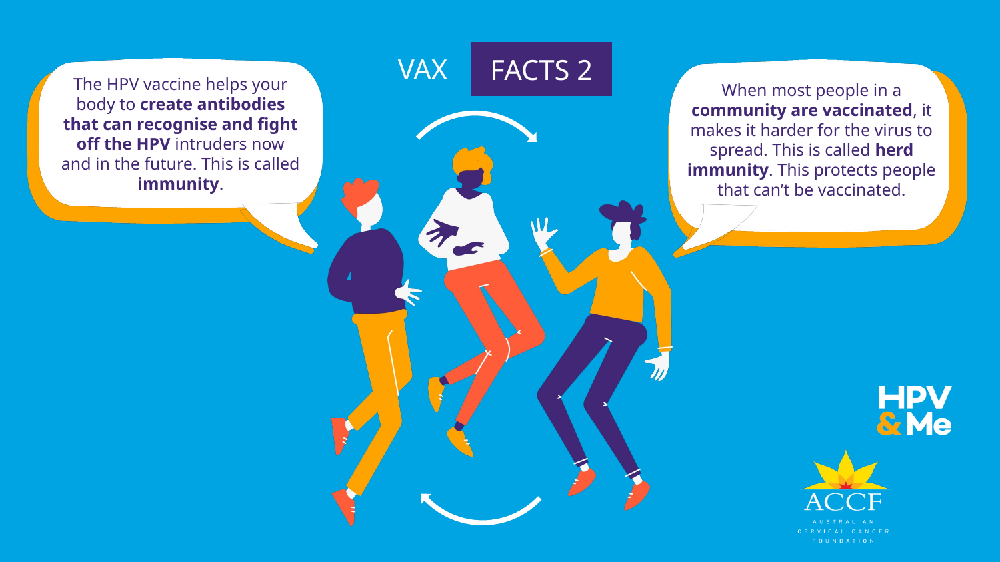 VAX FACTS 2
The HPV vaccine helps your
body to create antibodies
that can recognise and fight
off the HPV intruders now
and in the future. This is called
immunity.
When most people in a
community are vaccinated, it
makes it harder for the virus to
spread. This is called herd
immunity. This protects people
that can’t be vaccinated.
HPV
& Me
ACCF
AUSTRALIAN
CERVICAL CANCER
FOUNDATION